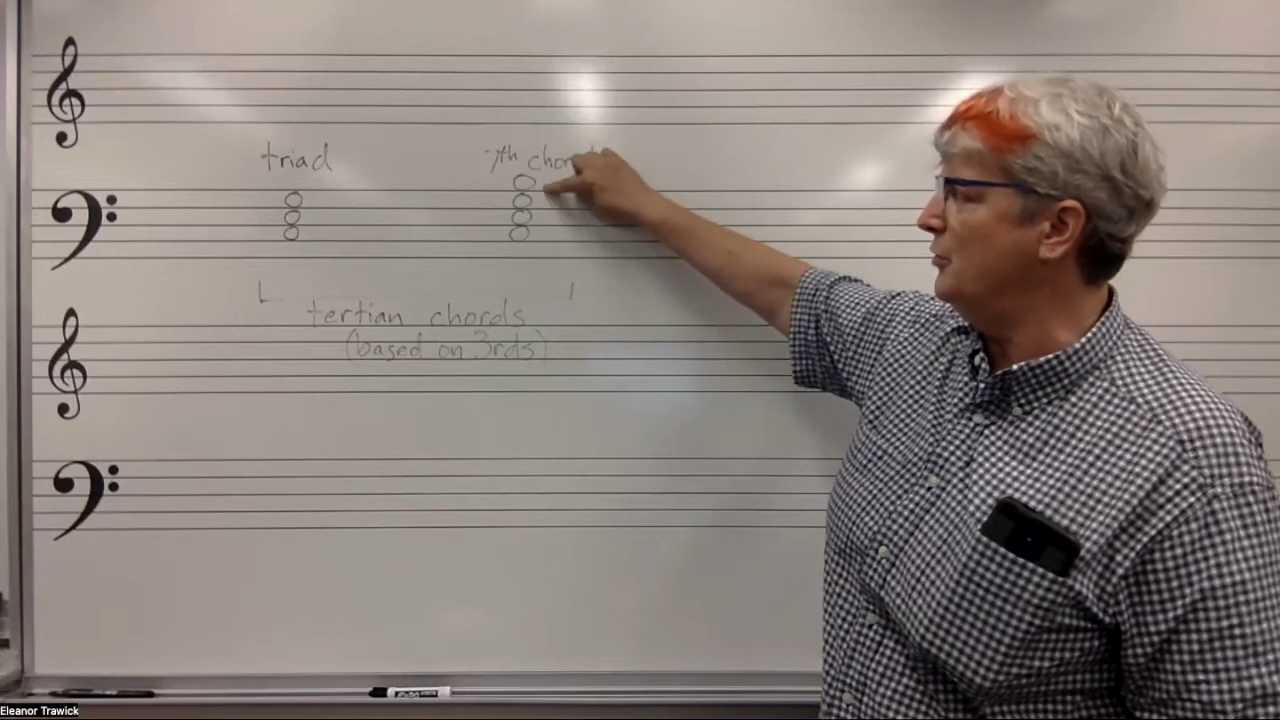 triad
7th chord
tertian chords
(based on 3rds)
Eleanor Trawick